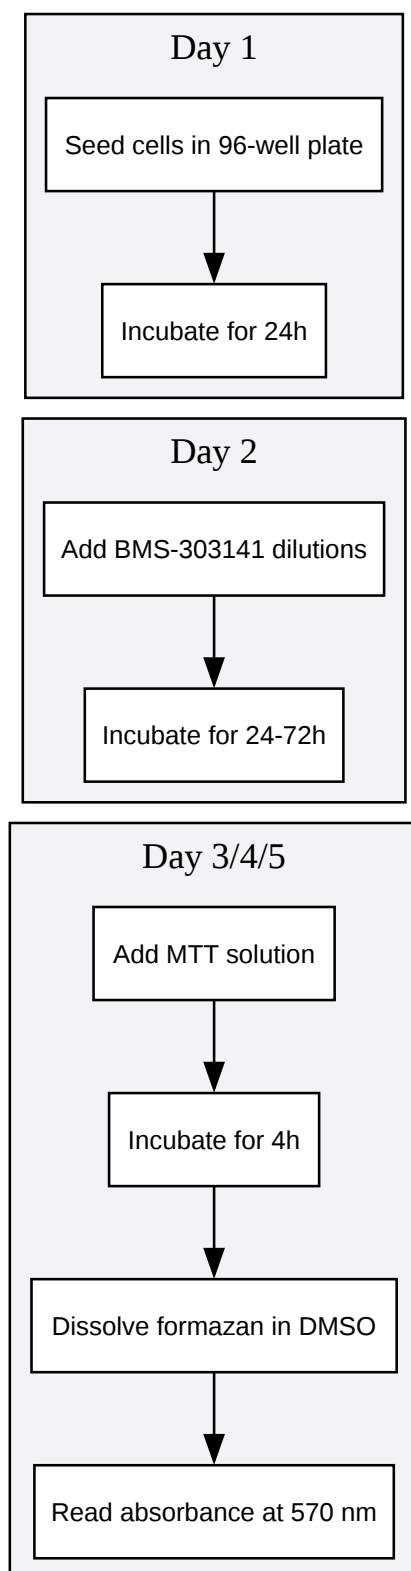 Day 1
Seed cells in 96-well plate
Incubate for 24h
Day 2
Add BMS-303141 dilutions
Incubate for 24-72h
Day 3/4/5
Add MTT solution
Incubate for 4h
Dissolve formazan in DMSO
Read absorbance at 570 nm